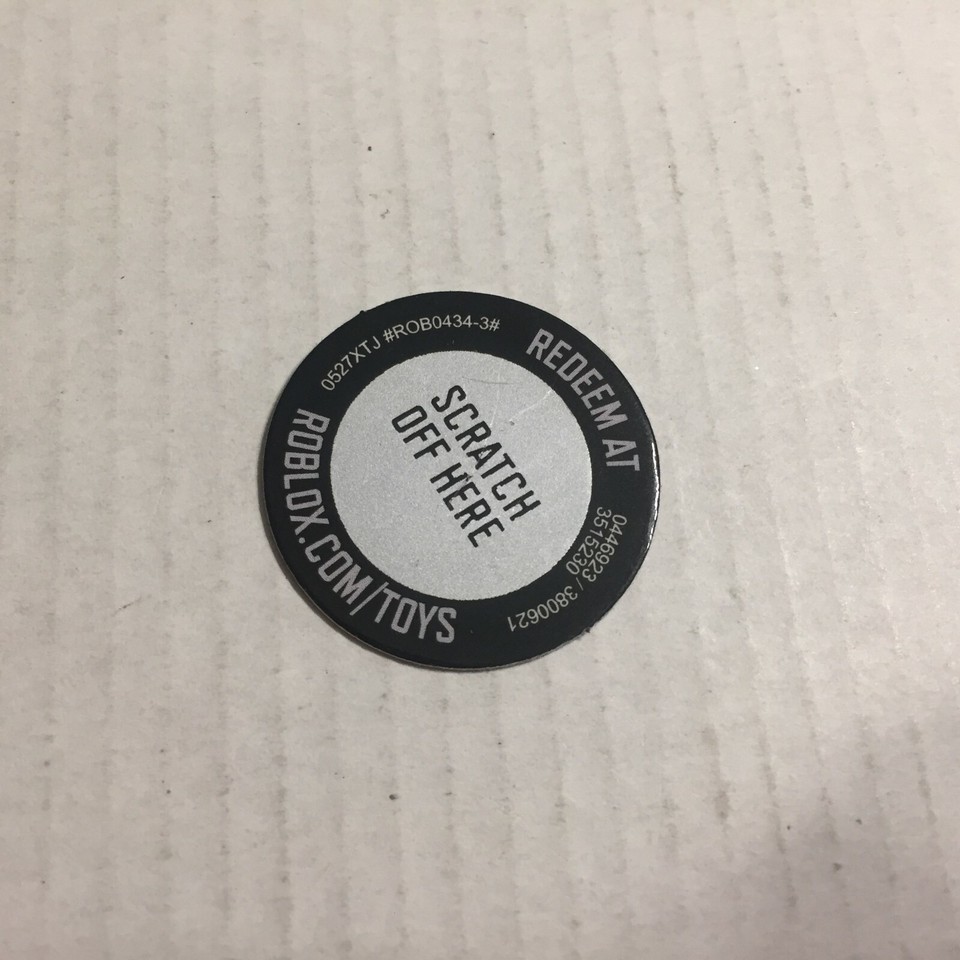 SCRATCH
OFF HERE
REDEEM AT
ROBLOX.COM/TOYS
0527XTJ #ROB0434-3#
0446923 / 3800621
3515230